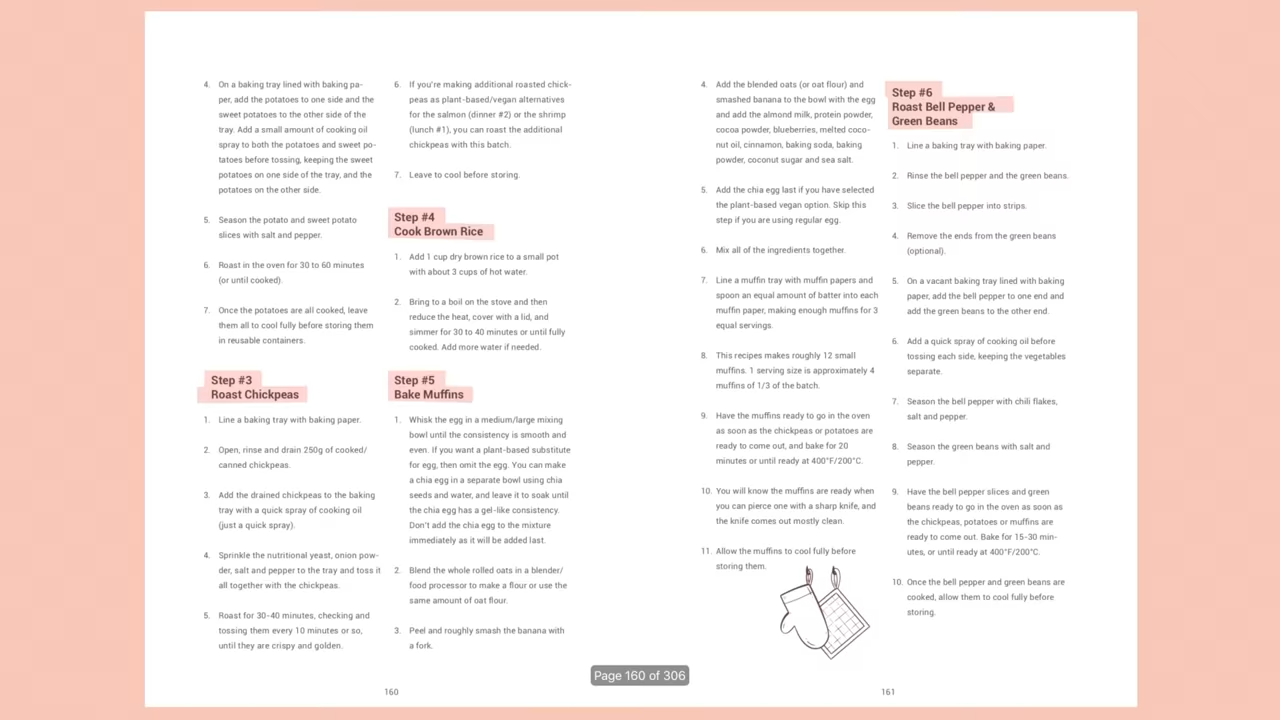 4. On a baking tray lined with baking pa-
per, add the potatoes to one side and the
sweet potatoes to the other side of the
tray. Add a small amount of cooking oil
spray to both the potatoes and sweet po-
tatoes before tossing, keeping the sweet
potatoes on one side of the tray, and the
potatoes on the other side.
5. Season the potato and sweet potato
slices with salt and pepper.
6. Roast in the oven for 30 to 60 minutes
(or until cooked).
7. Once the potatoes are all cooked, leave
them all to cool fully before storing them
in reusable containers.
Step #3
Roast Chickpeas
1. Line a baking tray with baking paper.
2. Open, rinse and drain 250g of cooked/
canned chickpeas.
3. Add the drained chickpeas to the baking
tray with a quick spray of cooking oil
(just a quick spray).
4. Sprinkle the nutritional yeast, onion pow-
der, salt and pepper to the tray and toss it
all together with the chickpeas.
5. Roast for 30-40 minutes, checking and
tossing them every 10 minutes or so,
until they are crispy and golden.
6. If you're making additional roasted chick-
peas as plant-based/vegan alternatives
for the salmon (dinner #2) or the shrimp
(lunch #1), you can roast the additional
chickpeas with this batch.
7. Leave to cool before storing.
Step #4
Cook Brown Rice
1. Add 1 cup dry brown rice to a small pot
with about 3 cups of hot water.
2. Bring to a boil on the stove and then
reduce the heat, cover with a lid, and
simmer for 30 to 40 minutes or until fully
cooked. Add more water if needed.
Step #5
Bake Muffins
1. Whisk the egg in a medium/large mixing
bowl until the consistency is smooth and
even. If you want a plant-based substitute
for egg, then omit the egg. You can make
a chia egg in a separate bowl using chia
seeds and water, and leave it to soak until
the chia egg has a gel-like consistency.
Don't add the chia egg to the mixture
immediately as it will be added last.
2. Blend the whole rolled oats in a blender/
food processor to make a flour or use the
same amount of oat flour.
3. Peel and roughly smash the banana with
a fork.
160
4. Add the blended oats (or oat flour) and
smashed banana to the bowl with the egg
and add the almond milk, protein powder,
cocoa powder, blueberries, melted coco-
nut oil, cinnamon, baking soda, baking
powder, coconut sugar and sea salt.
5. Add the chia egg last if you have selected
the plant-based vegan option. Skip this
step if you are using regular egg.
6. Mix all of the ingredients together.
7. Line a muffin tray with muffin papers and
spoon an equal amount of batter into each
muffin paper, making enough muffins for 3
equal servings.
8. This recipes makes roughly 12 small
muffins. 1 serving size is approximately 4
muffins of 1/3 of the batch.
9. Have the muffins ready to go in the oven
as soon as the chickpeas or potatoes are
ready to come out, and bake for 20
minutes or until ready at 400°F/200°C.
10. You will know the muffins are ready when
you can pierce one with a sharp knife, and
the knife comes out mostly clean.
11. Allow the muffins to cool fully before
storing them.
Step #6
Roast Bell Pepper &
Green Beans
1. Line a baking tray with baking paper.
2. Rinse the bell pepper and the green beans.
3. Slice the bell pepper into strips.
4. Remove the ends from the green beans
(optional).
5. On a vacant baking tray lined with baking
paper, add the bell pepper to one end and
add the green beans to the other end.
6. Add a quick spray of cooking oil before
tossing each side, keeping the vegetables
separate.
7. Season the bell pepper with chili flakes,
salt and pepper.
8. Season the green beans with salt and
pepper.
9. Have the bell pepper slices and green
beans ready to go in the oven as soon as
the chickpeas, potatoes or muffins are
ready to come out. Bake for 15-30 min-
utes, or until ready at 400°F/200°C.
10. Once the bell pepper and green beans are
cooked, allow them to cool fully before
storing.
161
Page 160 of 306